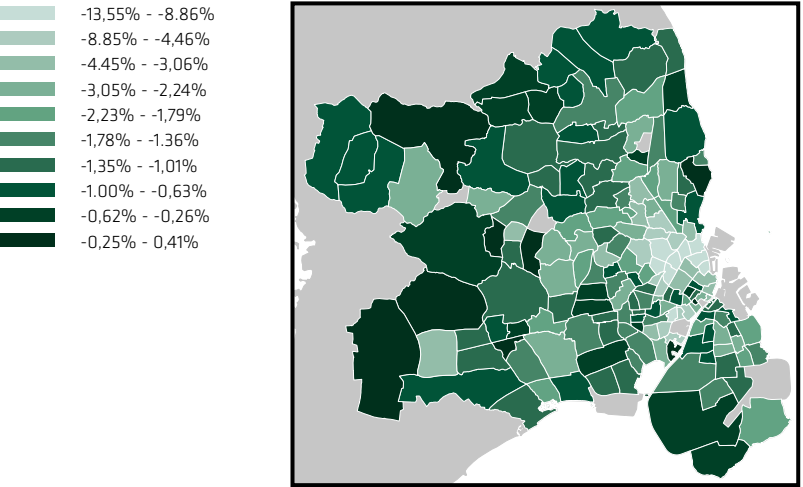 -13,55% - -8.86%
-8.85% - -4,46%
-4.45% - -3,06%
-3,05% - -2,24%
-2,23% - -1,79%
-1,78% - -1.36%
-1,35% - -1,01%
-1.00% - -0,63%
-0,62% - -0,26%
-0,25% - 0,41%